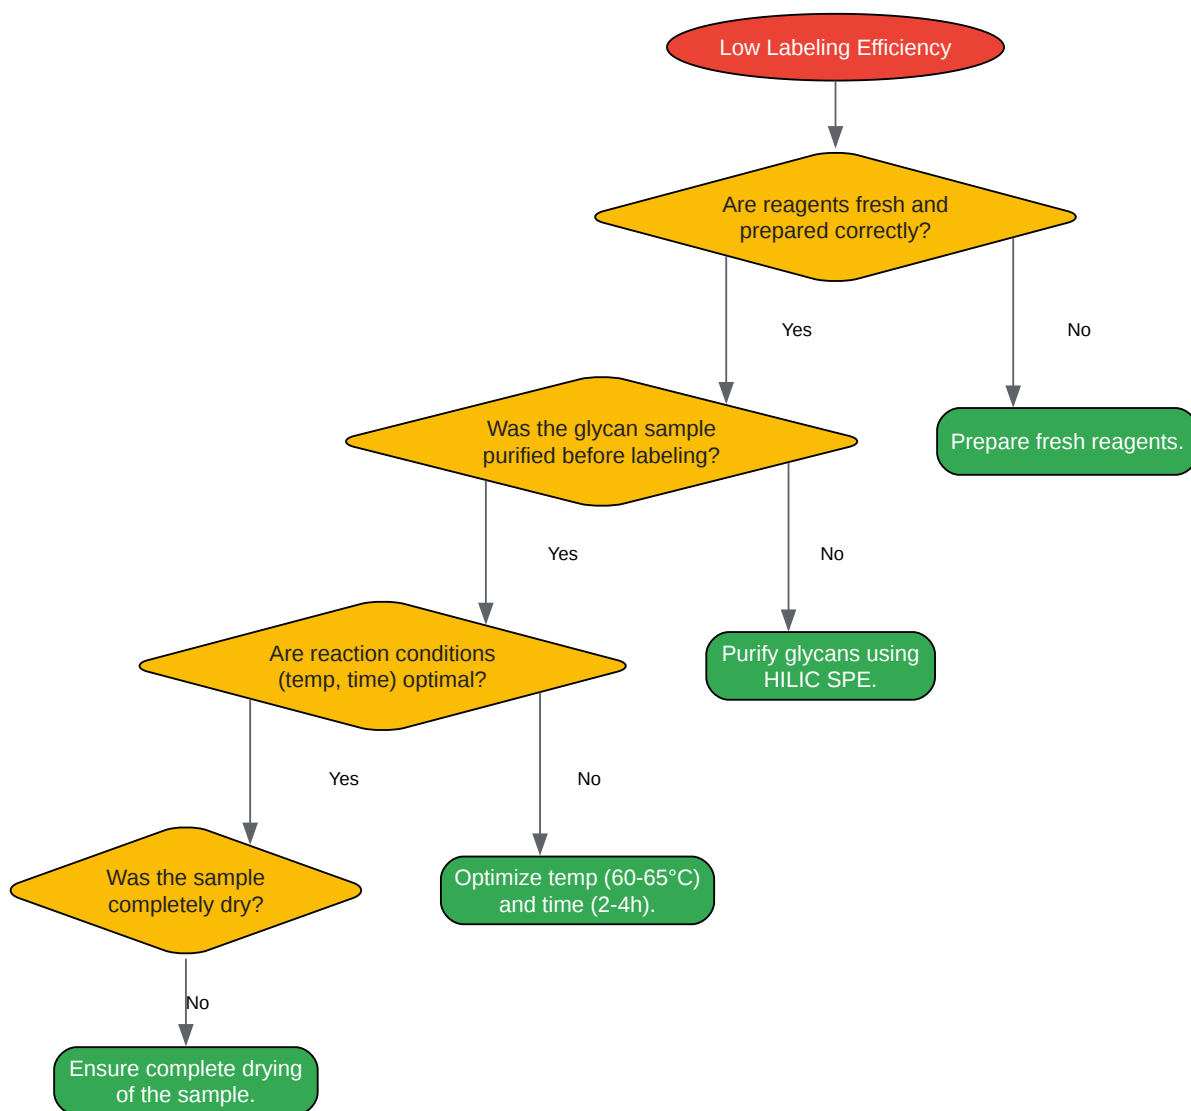 Low Labeling Efficiency
Are reagents fresh and
prepared correctly?
Yes
No
Was the glycan sample
purified before labeling?
Prepare fresh reagents.
Yes
No
Are reaction conditions
(temp, time) optimal?
Purify glycans using
HILIC SPE.
Yes
No
Was the sample
completely dry?
Optimize temp (60-65°C)
and time (2-4h).
No
Ensure complete drying
of the sample.